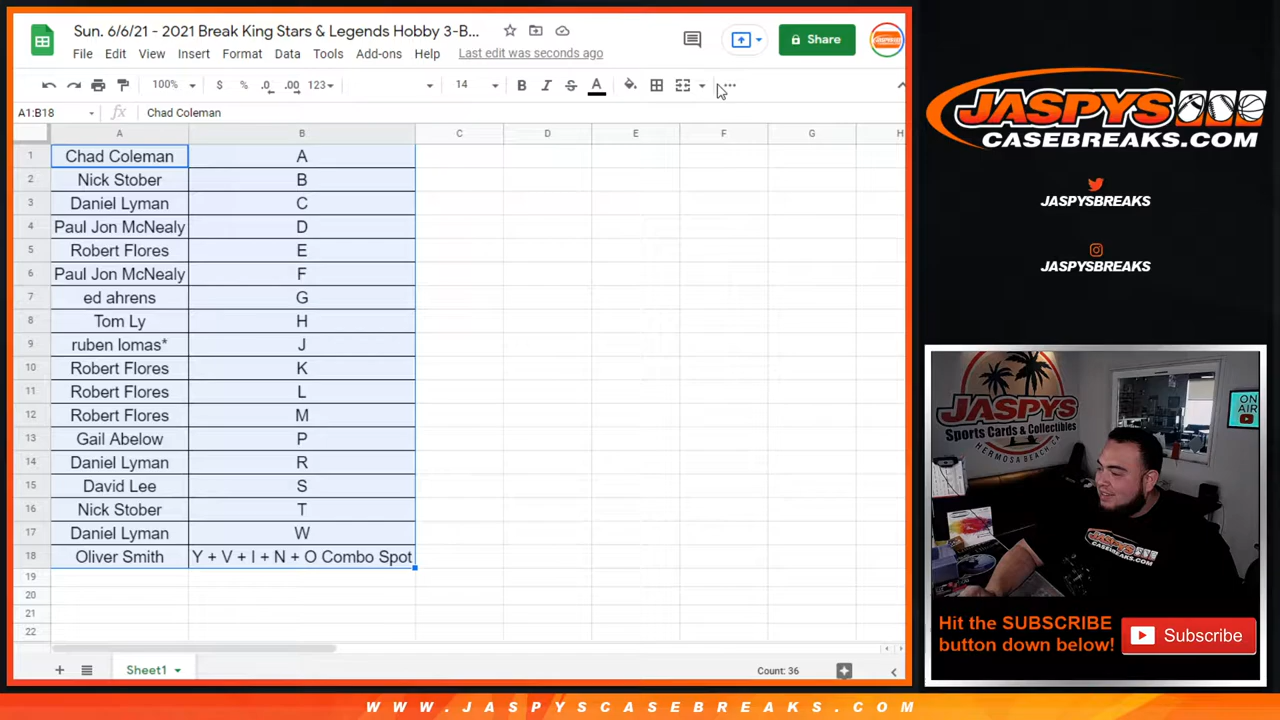 Sun. 6/6/21 - 2021 Break King Stars & Legends Hobby 3-B...
File Edit View Insert Format Data Tools Add-ons Help Last edit was seconds ago
Share
100% $ % .0 .00 123 14 B I S A
A1:B18 fx Chad Coleman
A B C D E F G H
1 Chad Coleman A
2 Nick Stober B
3 Daniel Lyman C
4 Paul Jon McNealy D
5 Robert Flores E
6 Paul Jon McNealy F
7 ed ahrens G
8 Tom Ly H
9 ruben lomas* J
10 Robert Flores K
11 Robert Flores L
12 Robert Flores M
13 Gail Abelow P
14 Daniel Lyman R
15 David Lee S
16 Nick Stober T
17 Daniel Lyman W
18 Oliver Smith Y + V + I + N + O Combo Spot
19
20
21
22
Sheet1
Count: 36
JASPYS
CASEBREAKS.COM
JASPYSBREAKS
JASPYSBREAKS
JASPYS
Sports Cards & Collectibles
HERMOSA BEACH, CA
ON
AIR
JASPYS
CASEBREAKS.COM
Hit the SUBSCRIBE
button down below!
Subscribe
WWW.JASPYSCASEBREAKS.COM